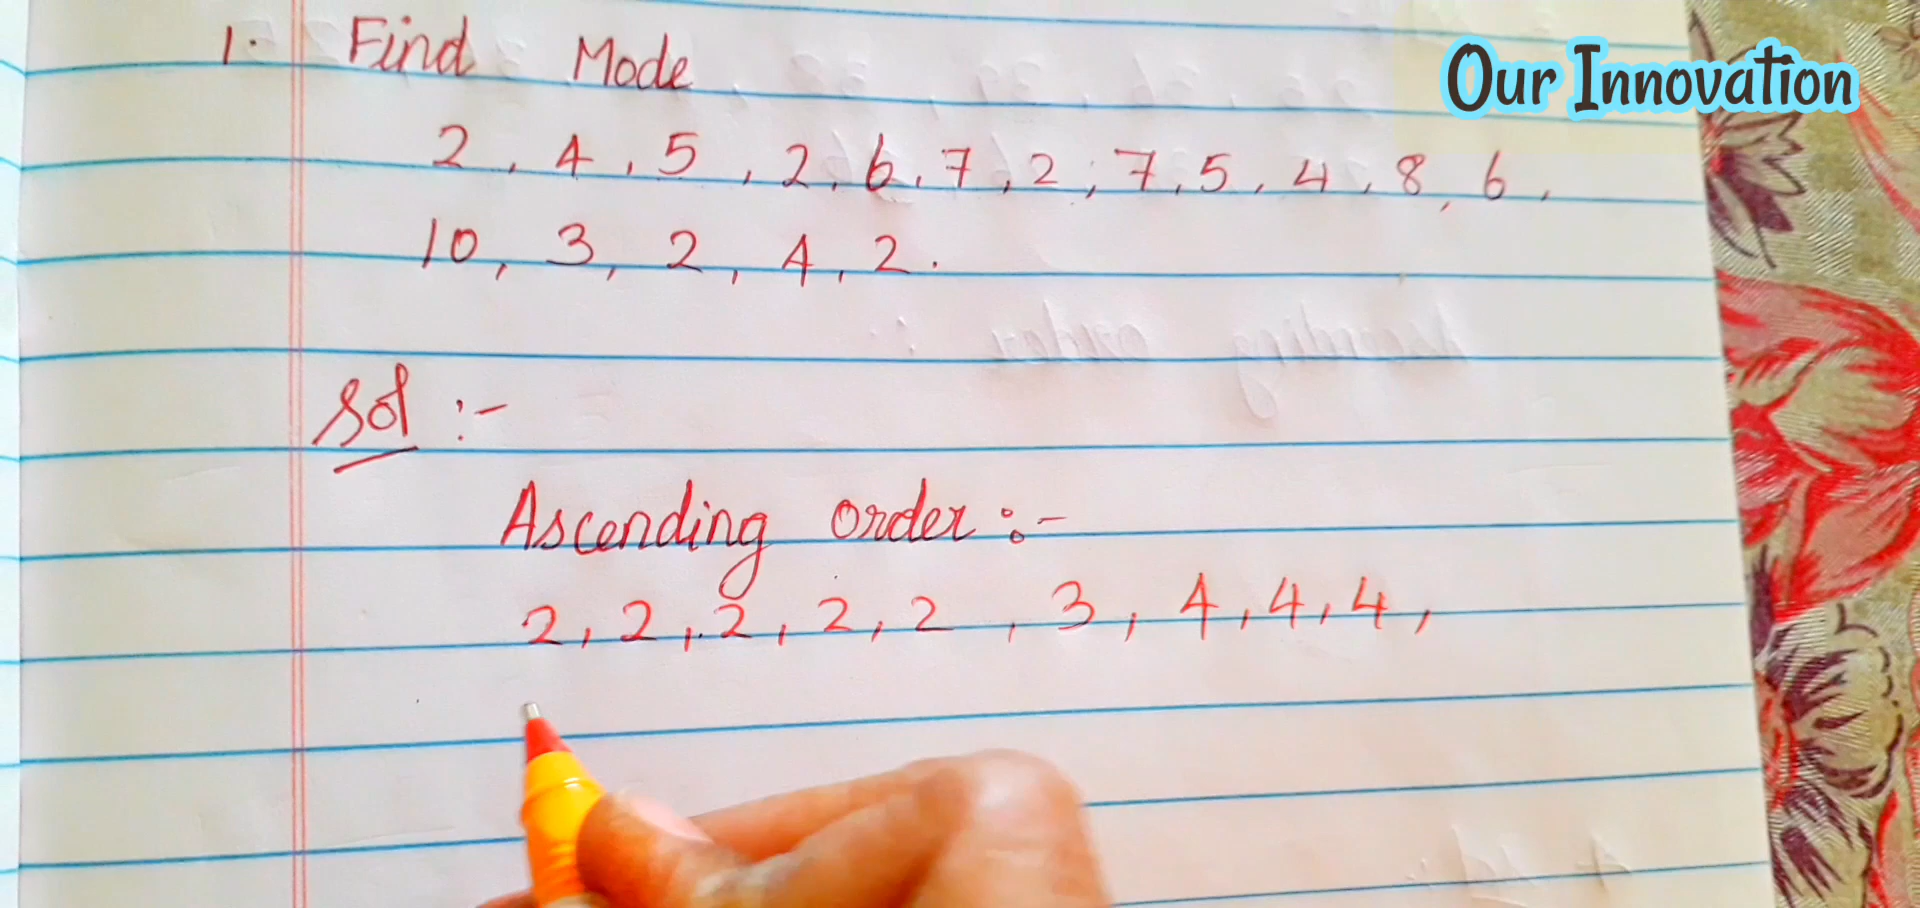 Our Innovation
1. Find Mode
2, 4, 5, 2, 6, 7, 2, 7, 5, 4, 8, 6,
10, 3, 2, 4, 2.
Sol :-
Ascending order :-
2, 2, 2, 2, 2, 3, 4, 4, 4,